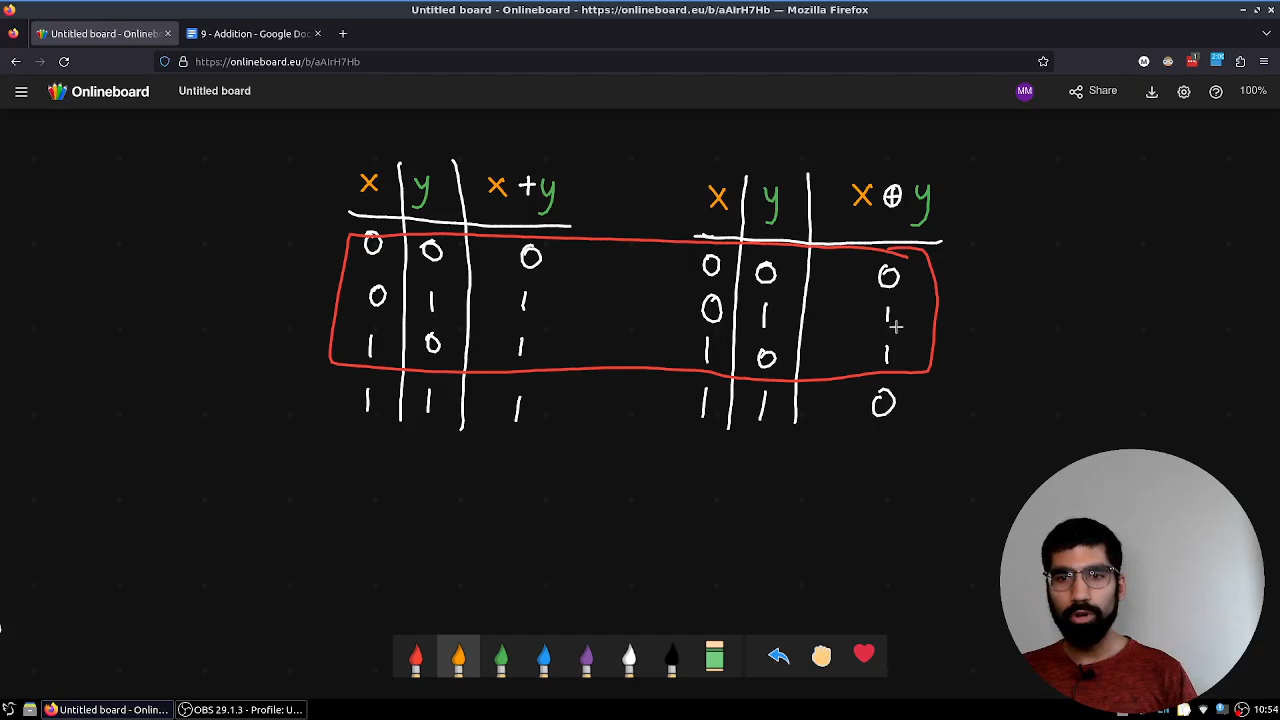 Untitled board - Onlineboard - https://onlineboard.eu/b/aAIrH7Hb — Mozilla Firefox
Untitled board - Onlineb
9 - Addition - Google Doc
https://onlineboard.eu/b/aAIrH7Hb
2:00
Onlineboard
Untitled board
MM
Share
100%
x y x + y
0 0 0
0 1 1
1 0 1
1 1 1
x y x ⊕ y
0 0 0
0 1 1
1 0 1
1 1 0
Untitled board - Onlin...
OBS 29.1.3 - Profile: U...
10:54